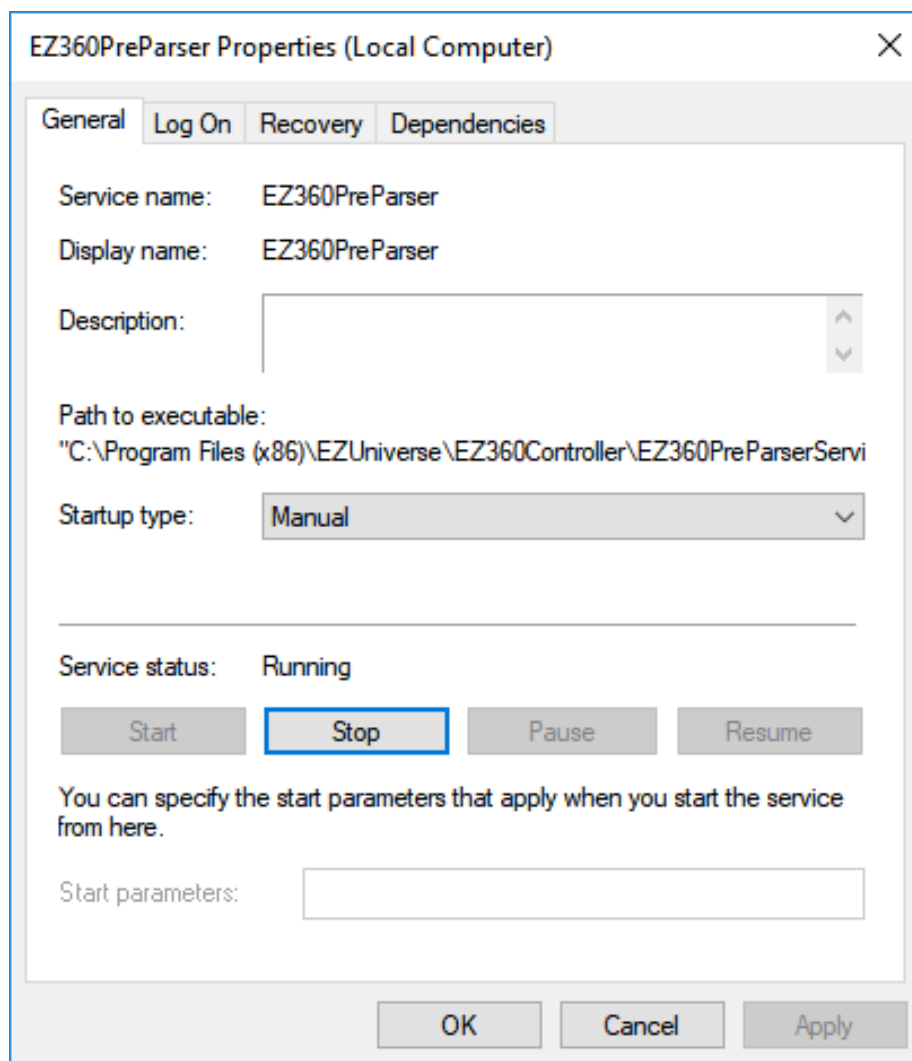 EZ360PreParser Properties (Local Computer)
General Log On Recovery Dependencies
Service name: EZ360PreParser
Display name: EZ360PreParser
Description:
Path to executable:
"C:\Program Files (x86)\EZUniverse\EZ360Controller\EZ360PreParserServi
Startup type: Manual
Service status: Running
Start Stop Pause Resume
You can specify the start parameters that apply when you start the service
from here.
Start parameters:
OK Cancel Apply